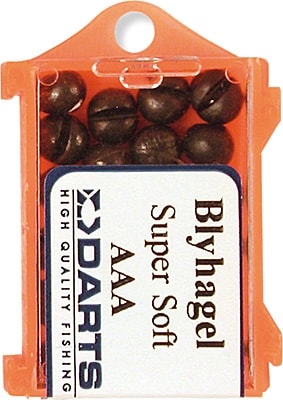 Blyhagel
Super Soft
AAA
DARTS
HIGH QUALITY FISHING